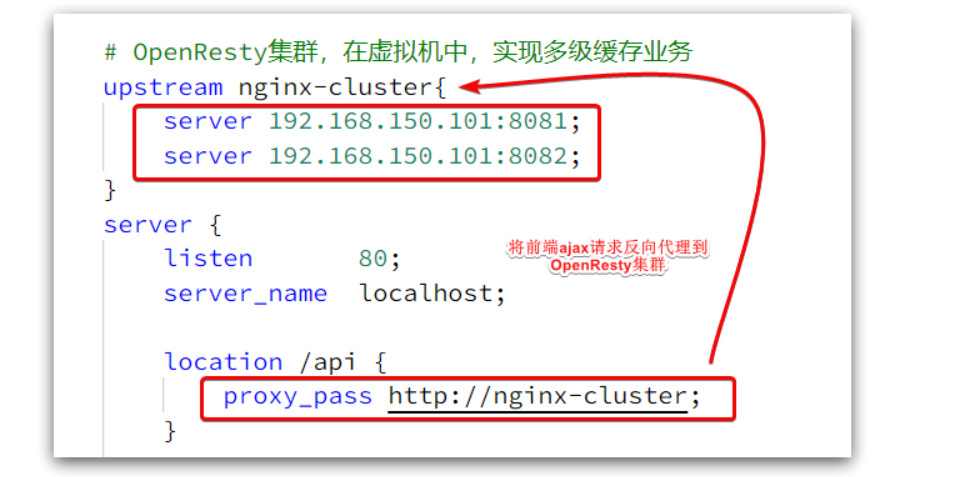 # OpenResty集群，在虚拟机中，实现多级缓存业务
upstream nginx-cluster{
server 192.168.150.101:8081;
server 192.168.150.101:8082;
}
server {
listen 80;
将前端ajax请求反向代理到
OpenResty集群
server_name localhost;
location /api {
proxy_pass http://nginx-cluster;
}